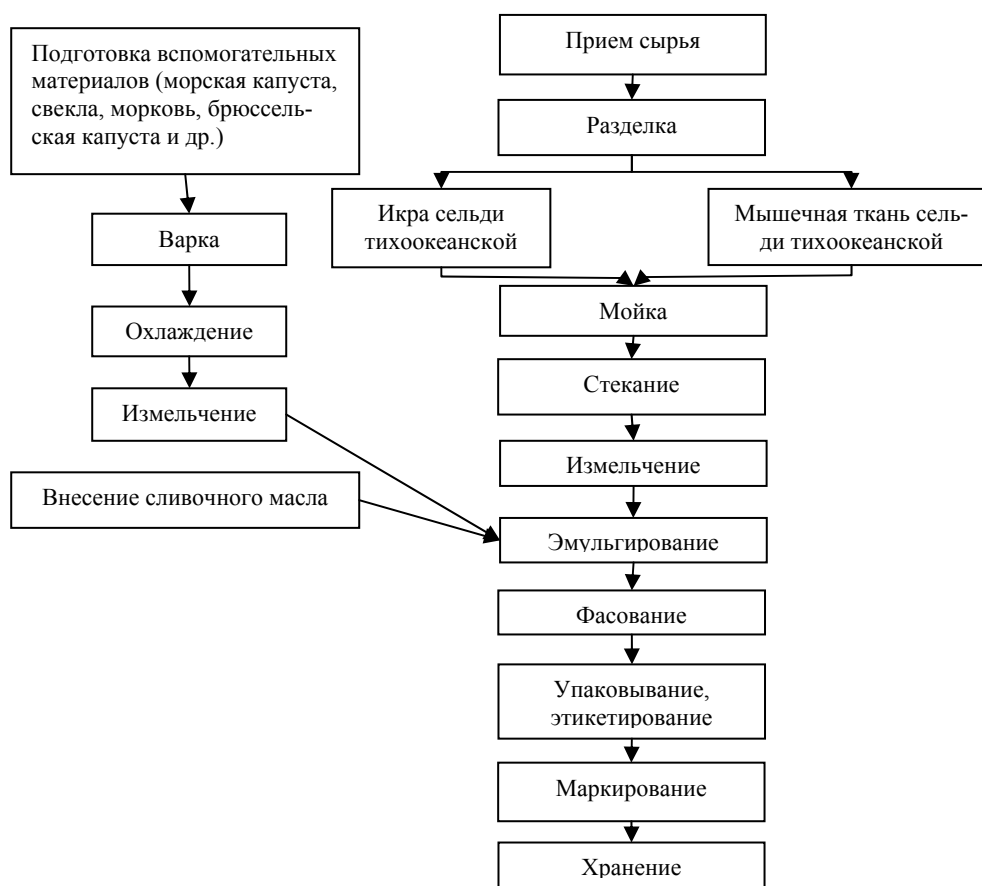 Подготовка вспомогательных
материалов (морская капуста,
свекла, морковь, брюссель-
ская капуста и др.)
Варка
Охлаждение
Измельчение
Внесение сливочного масла
Прием сырья
Разделка
Икра сельди
тихоокеанской
Мышечная ткань сель-
ди тихоокеанской
Мойка
Стекание
Измельчение
Эмульгирование
Фасование
Упаковывание,
этикетирование
Маркирование
Хранение